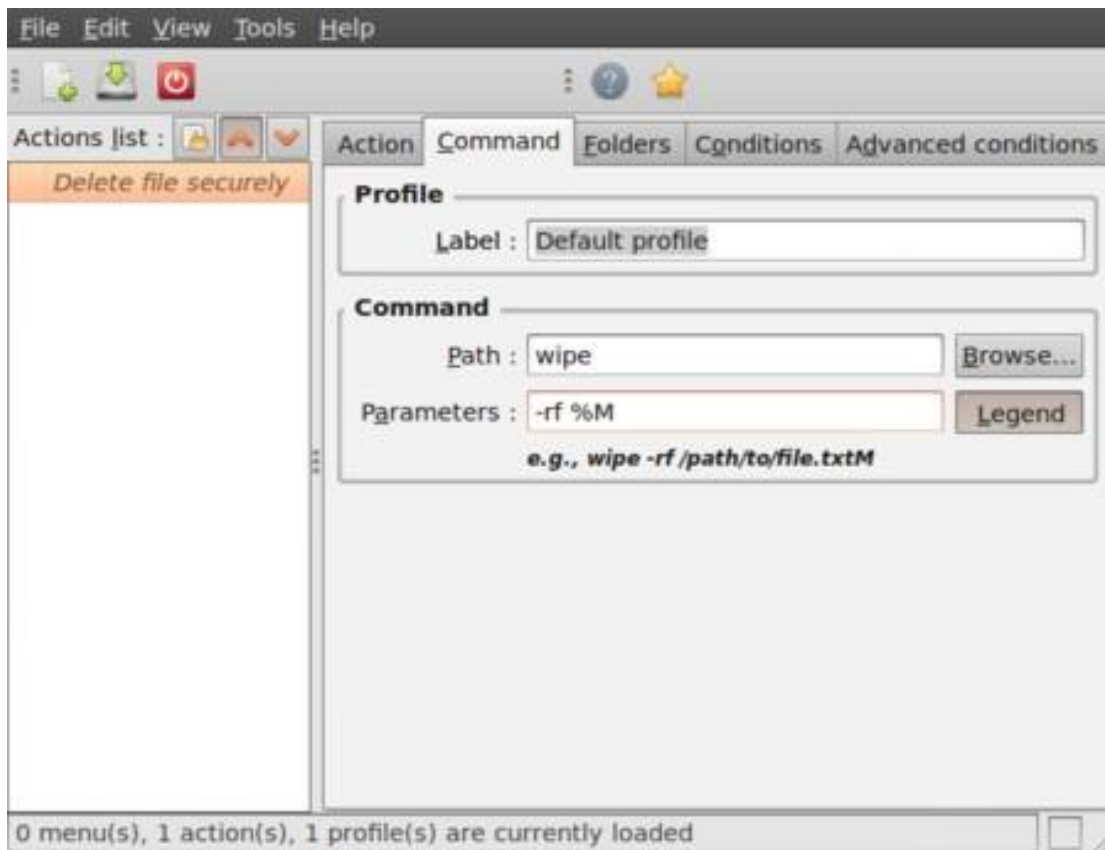 File Edit View Tools Help
Actions list :
Delete file securely
Action Command Folders Conditions Advanced conditions
Profile
Label : Default profile
Command
Path : wipe Browse...
Parameters : -rf %M Legend
e.g., wipe -rf /path/to/file.txtM
0 menu(s), 1 action(s), 1 profile(s) are currently loaded